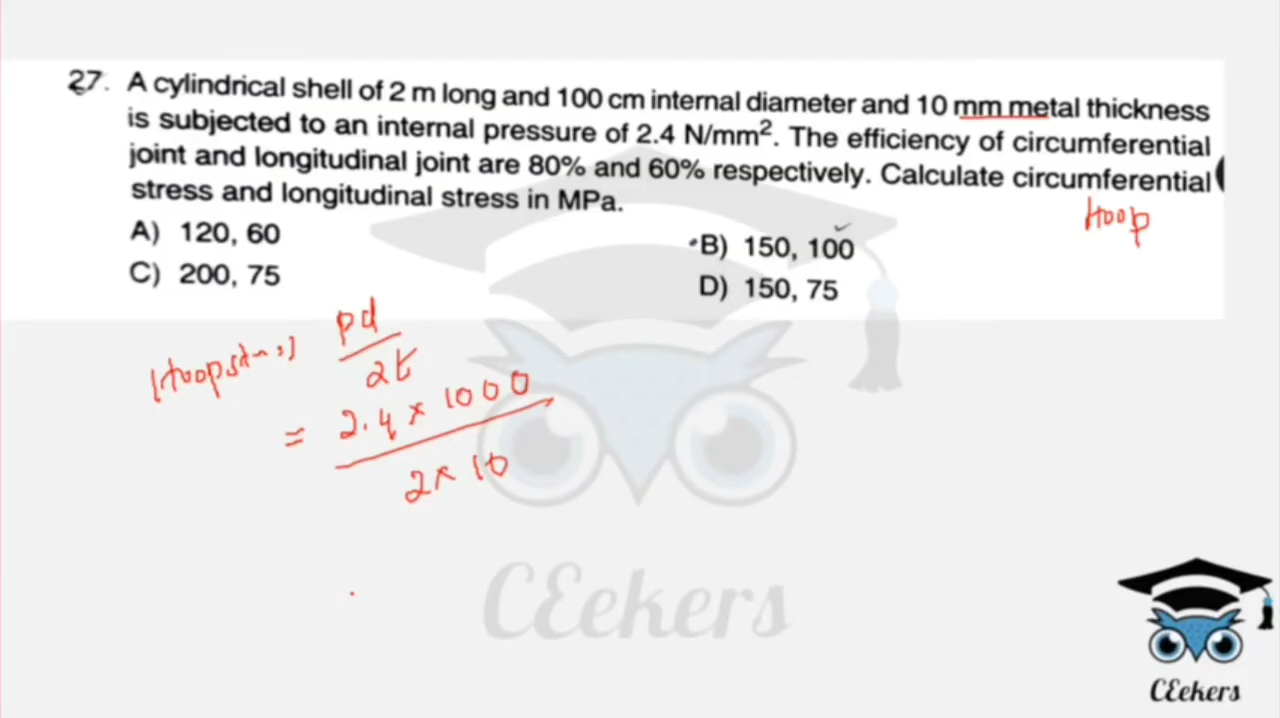 27. A cylindrical shell of 2 m long and 100 cm internal diameter and 10 mm metal thickness
is subjected to an internal pressure of 2.4 N/mm². The efficiency of circumferential
joint and longitudinal joint are 80% and 60% respectively. Calculate circumferential
stress and longitudinal stress in MPa.
Hoop
A) 120, 60
B) 150, 100
C) 200, 75
D) 150, 75
pd
2t
= 2.4 × 1000
2 × 10
CEekers
CEekers